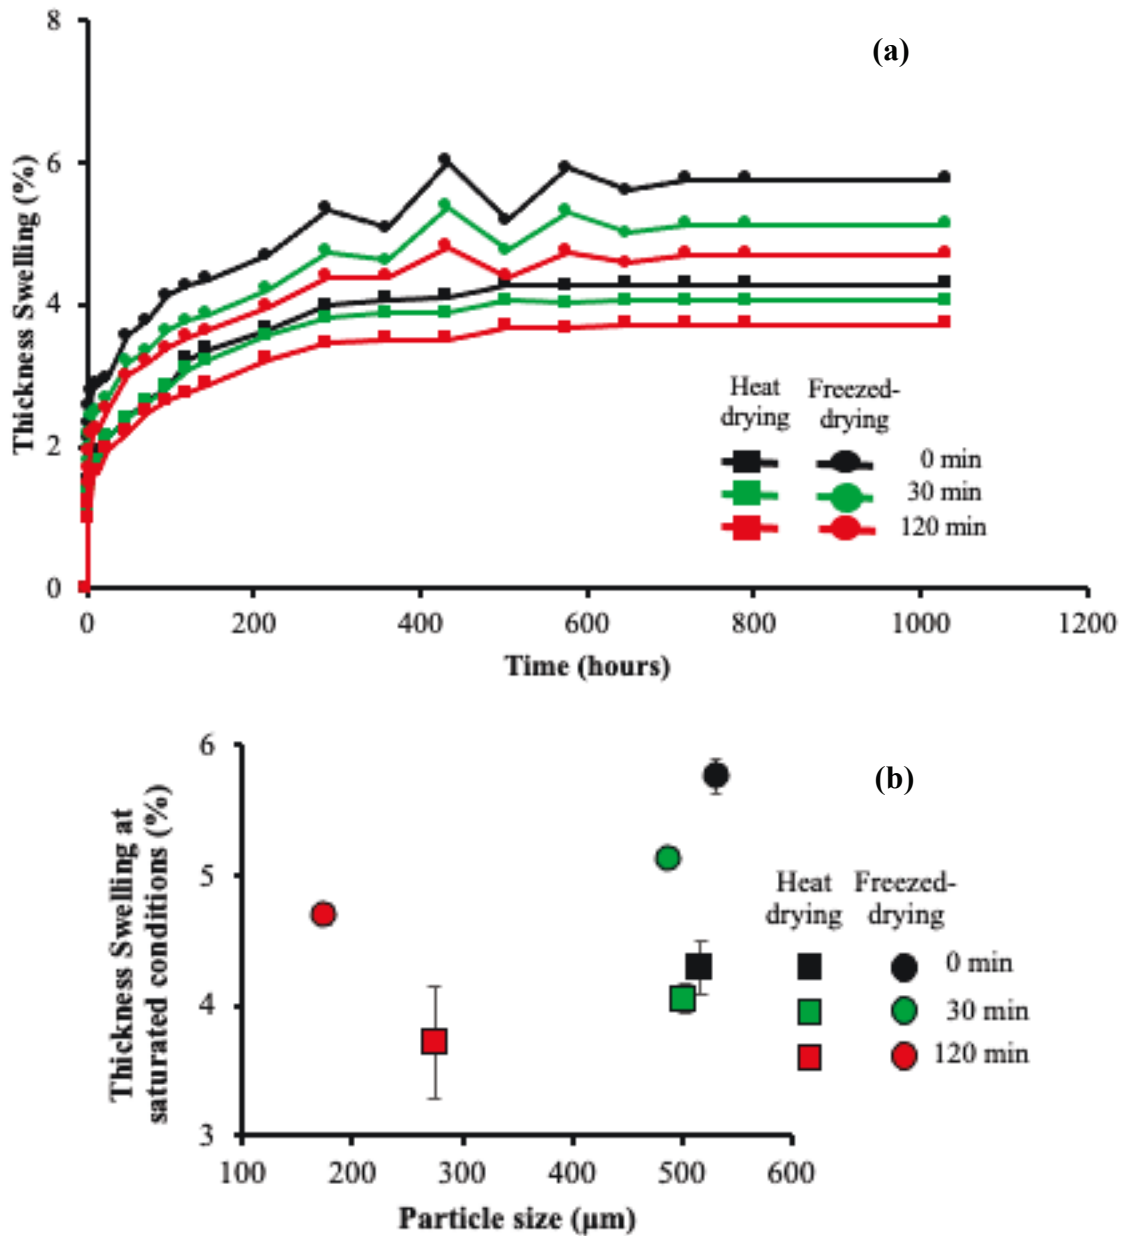 (a)
8
6
4
2
0
Thickness Swelling (%)
0 200 400 600 800 1000 1200
Time (hours)
Heat drying
Freezed-drying
0 min
30 min
120 min
(b)
6
5
4
3
Thickness Swelling at
saturated conditions (%)
100 200 300 400 500 600
Particle size (µm)
Heat drying
Freezed-drying
0 min
30 min
120 min